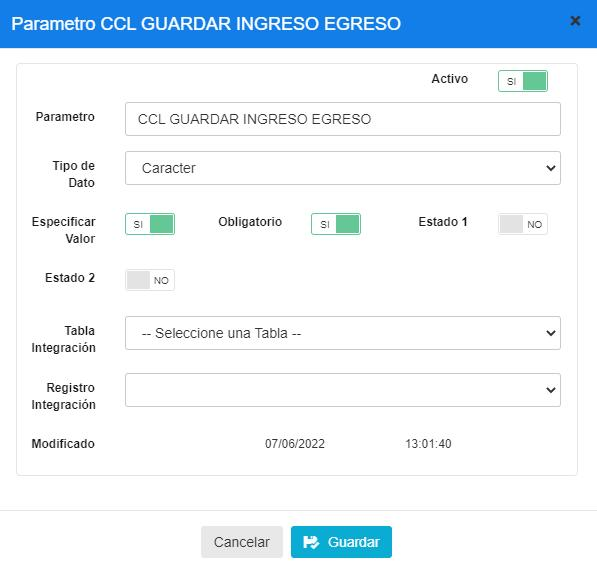 Parametro CCL GUARDAR INGRESO EGRESO
Activo SI
Parametro CCL GUARDAR INGRESO EGRESO
Tipo de
Dato
Caracter
Especificar
Valor
SI
Obligatorio SI
Estado 1 NO
Estado 2 NO
Tabla
Integración
-- Seleccione una Tabla --
Registro
Integración
Modificado 07/06/2022 13:01:40
Cancelar
Guardar